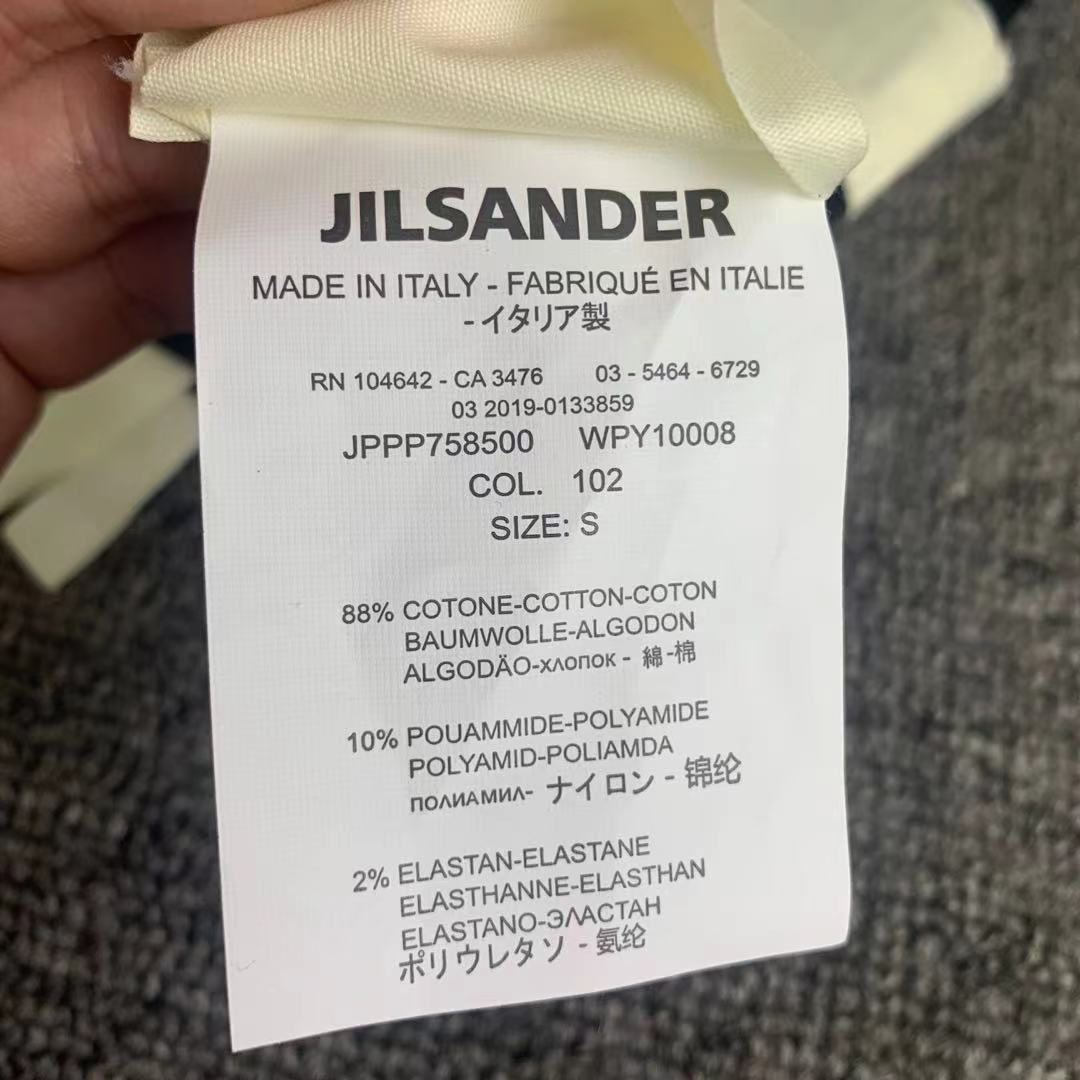 JILSANDER
MADE IN ITALY - FABRIQUÉ EN ITALIE
- イタリア製
RN 104642 - CA 3476 03 - 5464 - 6729
03 2019-0133859
JPPP758500 WPY10008
COL. 102
SIZE: S
88% COTONE-COTTON-COTON
BAUMWOLLE-ALGODON
ALGODÄO-хлопок - 綿-棉
10% POUAMMIDE-POLYAMIDE
POLYAMID-POLIAMDA
ПОЛИАМИЛ- ナイロン - 锦纶
2% ELASTAN-ELASTANE
ELASTHANNE-ELASTHAN
ELASTANO-ЭЛАСТАН
ポリウレタソ - 氨纶